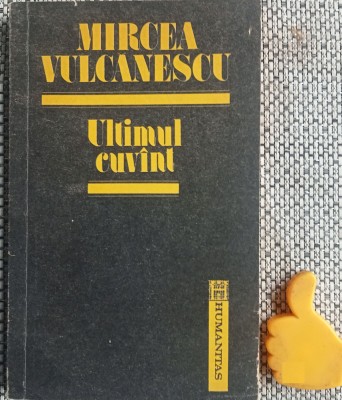 MIRCEA
VULCANESCU
Ultimul
cuvînt
HUMANITAS